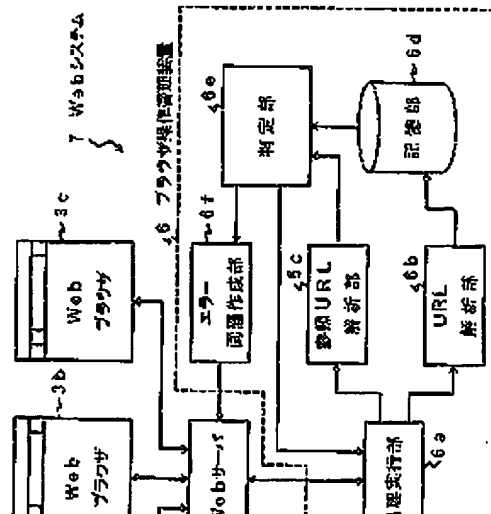 7 Webシステム
3c
Web
ブラウザ
3b
Web
ブラウザ
6 ブラウザ操作管理装置
6e
判定部
6d
記憶部
6f
エラー
画面作成部
6c
参照URL
解析部
6b
URL
解析部
Webサーバ
6a
処理実行部